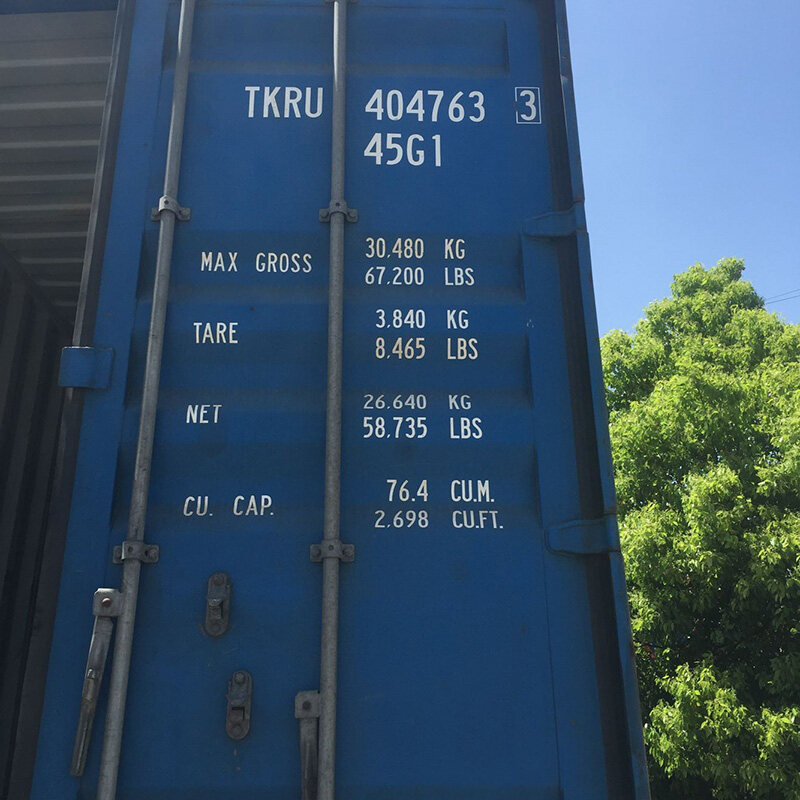 TKRU 404763 3
45G1
MAX GROSS 30.480 KG
67.200 LBS
TARE 3.840 KG
8.465 LBS
NET 26.640 KG
58.735 LBS
CU. CAP. 76.4 CU.M.
2.698 CU.FT.